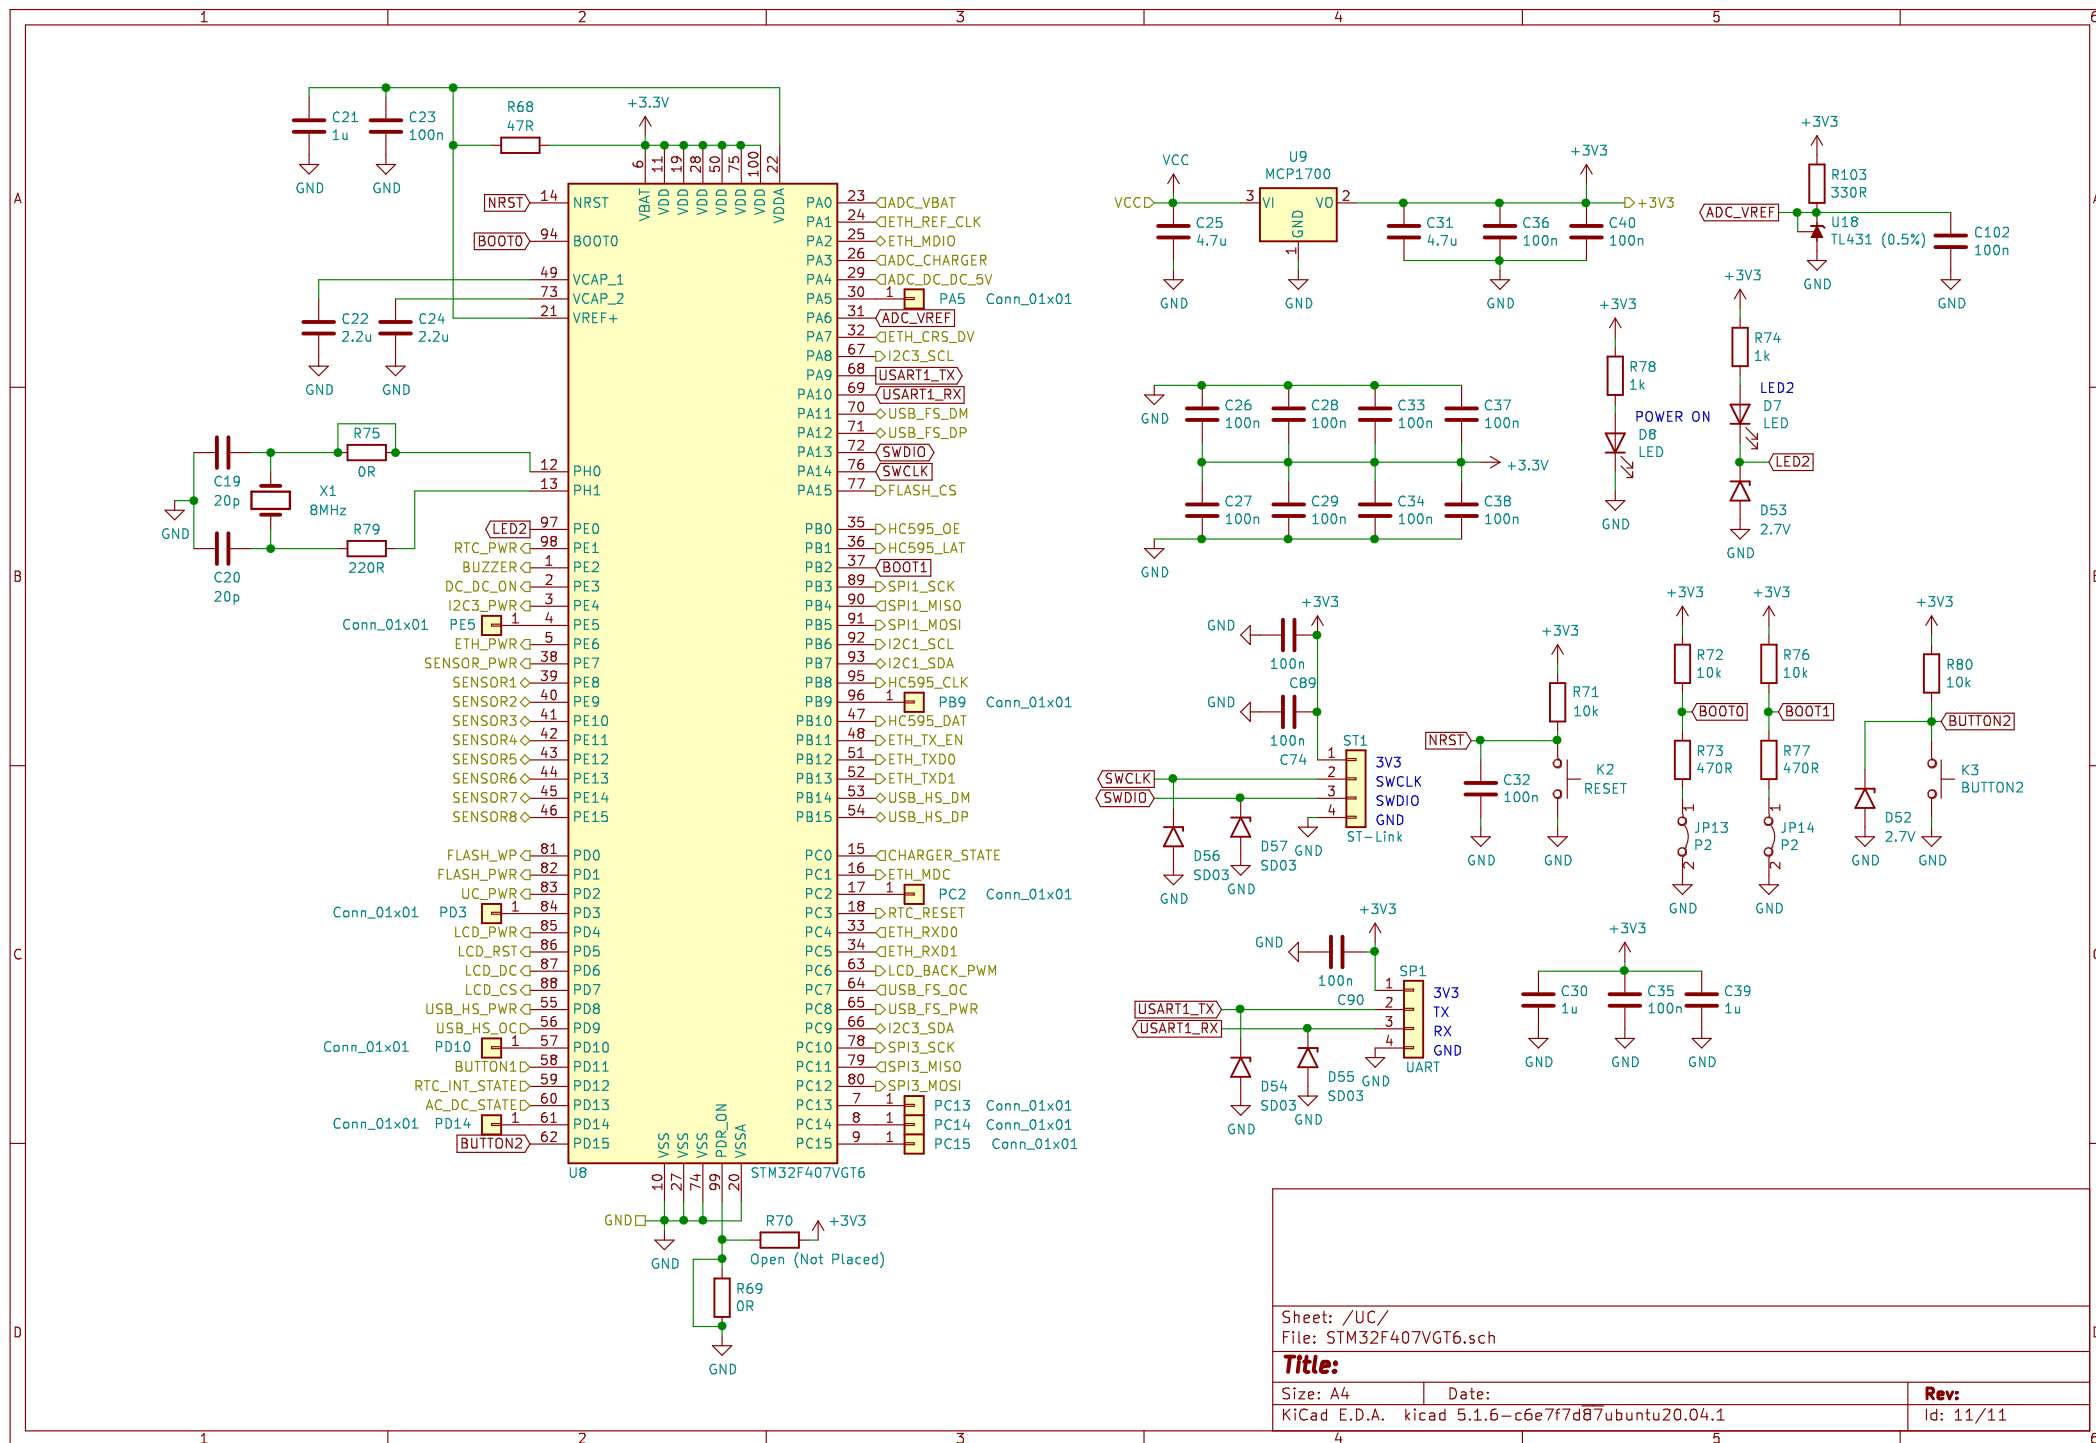 1 2 3 4 5 6
A
B
C
D
C21
1u
GND
C23
100n
GND
R68
47R
+3.3V
6 11 19 28 50 75 100 22
VBAT VDD VDD VDD VDD VDD VDD VDDA
NRST 14 NRST
BOOT0 94 BOOT0
49 VCAP_1
73 VCAP_2
21 VREF+
C22
2.2u
GND
C24
2.2u
GND
R75
0R
C19
20p
X1
8MHz
GND
C20
20p
R79
220R
12 PH0
13 PH1
LED2 97 PE0
RTC_PWR 98 PE1
BUZZER 1 PE2
DC_DC_ON 2 PE3
I2C3_PWR 3 PE4
Conn_01x01 PE5 1 4 PE5
ETH_PWR 5 PE6
SENSOR_PWR 38 PE7
SENSOR1 39 PE8
SENSOR2 40 PE9
SENSOR3 41 PE10
SENSOR4 42 PE11
SENSOR5 43 PE12
SENSOR6 44 PE13
SENSOR7 45 PE14
SENSOR8 46 PE15
FLASH_WP 81 PD0
FLASH_PWR 82 PD1
UC_PWR 83 PD2
Conn_01x01 PD3 1 84 PD3
LCD_PWR 85 PD4
LCD_RST 86 PD5
LCD_DC 87 PD6
LCD_CS 88 PD7
USB_HS_PWR 55 PD8
USB_HS_OC 56 PD9
Conn_01x01 PD10 1 57 PD10
BUTTON1 58 PD11
RTC_INT_STATE 59 PD12
AC_DC_STATE 60 PD13
Conn_01x01 PD14 1 61 PD14
BUTTON2 62 PD15
PA0 23 ADC_VBAT
PA1 24 ETH_REF_CLK
PA2 25 ETH_MDIO
PA3 26 ADC_CHARGER
PA4 29 ADC_DC_DC_5V
PA5 30 1 PA5 Conn_01x01
PA6 31 ADC_VREF
PA7 32 ETH_CRS_DV
PA8 67 I2C3_SCL
PA9 68 USART1_TX
PA10 69 USART1_RX
PA11 70 USB_FS_DM
PA12 71 USB_FS_DP
PA13 72 SWDIO
PA14 76 SWCLK
PA15 77 FLASH_CS
PB0 35 HC595_OE
PB1 36 HC595_LAT
PB2 37 BOOT1
PB3 89 SPI1_SCK
PB4 90 SPI1_MISO
PB5 91 SPI1_MOSI
PB6 92 I2C1_SCL
PB7 93 I2C1_SDA
PB8 95 HC595_CLK
PB9 96 1 PB9 Conn_01x01
PB10 47 HC595_DAT
PB11 48 ETH_TX_EN
PB12 51 ETH_TXD0
PB13 52 ETH_TXD1
PB14 53 USB_HS_DM
PB15 54 USB_HS_DP
PC0 15 CHARGER_STATE
PC1 16 ETH_MDC
PC2 17 1 PC2 Conn_01x01
PC3 18 RTC_RESET
PC4 33 ETH_RXD0
PC5 34 ETH_RXD1
PC6 63 LCD_BACK_PWM
PC7 64 USB_FS_OC
PC8 65 USB_FS_PWR
PC9 66 I2C3_SDA
PC10 78 SPI3_SCK
PC11 79 SPI3_MISO
PC12 80 SPI3_MOSI
PC13 7 1 PC13 Conn_01x01
PC14 8 1 PC14 Conn_01x01
PC15 9 1 PC15 Conn_01x01
VSS VSS VSS PDR_ON VSSA
U8
STM32F407VGT6
10 27 74 99 20
GND
GND
R70
+3V3
Open (Not Placed)
R69
0R
GND
VCC
VCC
C25
4.7u
GND
U9
MCP1700
3 VI VO 2
GND
1
GND
C31
4.7u
C36
100n
C40
100n
+3V3
+3V3
GND
+3V3
R103
330R
ADC_VREF
U18
TL431 (0.5%)
GND
C102
100n
GND
+3V3
R78
1k
POWER ON
D8
LED
GND
+3V3
R74
1k
LED2
D7
LED
LED2
D53
2.7V
GND
GND
C26
100n
C28
100n
C33
100n
C37
100n
+3.3V
C27
100n
C29
100n
C34
100n
C38
100n
GND
+3V3
GND
100n
C89
GND
100n
C74
ST1
SWCLK
SWDIO
1 3V3
2 SWCLK
3 SWDIO
4 GND
ST-Link
GND
D56
SD03
GND
D57
SD03
GND
+3V3
R71
10k
NRST
C32
100n
GND
K2
RESET
GND
+3V3
R72
10k
BOOT0
R73
470R
1
JP13
P2
2
GND
+3V3
R76
10k
BOOT1
R77
470R
1
JP14
P2
2
GND
+3V3
R80
10k
BUTTON2
D52
2.7V
GND
K3
BUTTON2
GND
+3V3
GND
100n
C90
SP1
USART1_TX
USART1_RX
1 3V3
2 TX
3 RX
4 GND
UART
GND
D54
SD03
GND
D55
SD03
GND
+3V3
C30
1u
GND
C35
100n
GND
C39
1u
GND
Sheet: /UC/
File: STM32F407VGT6.sch
Title:
Size: A4 Date: Rev:
KiCad E.D.A. kicad 5.1.6-c6e7f7d87ubuntu20.04.1 Id: 11/11
1 2 3 4 5 6